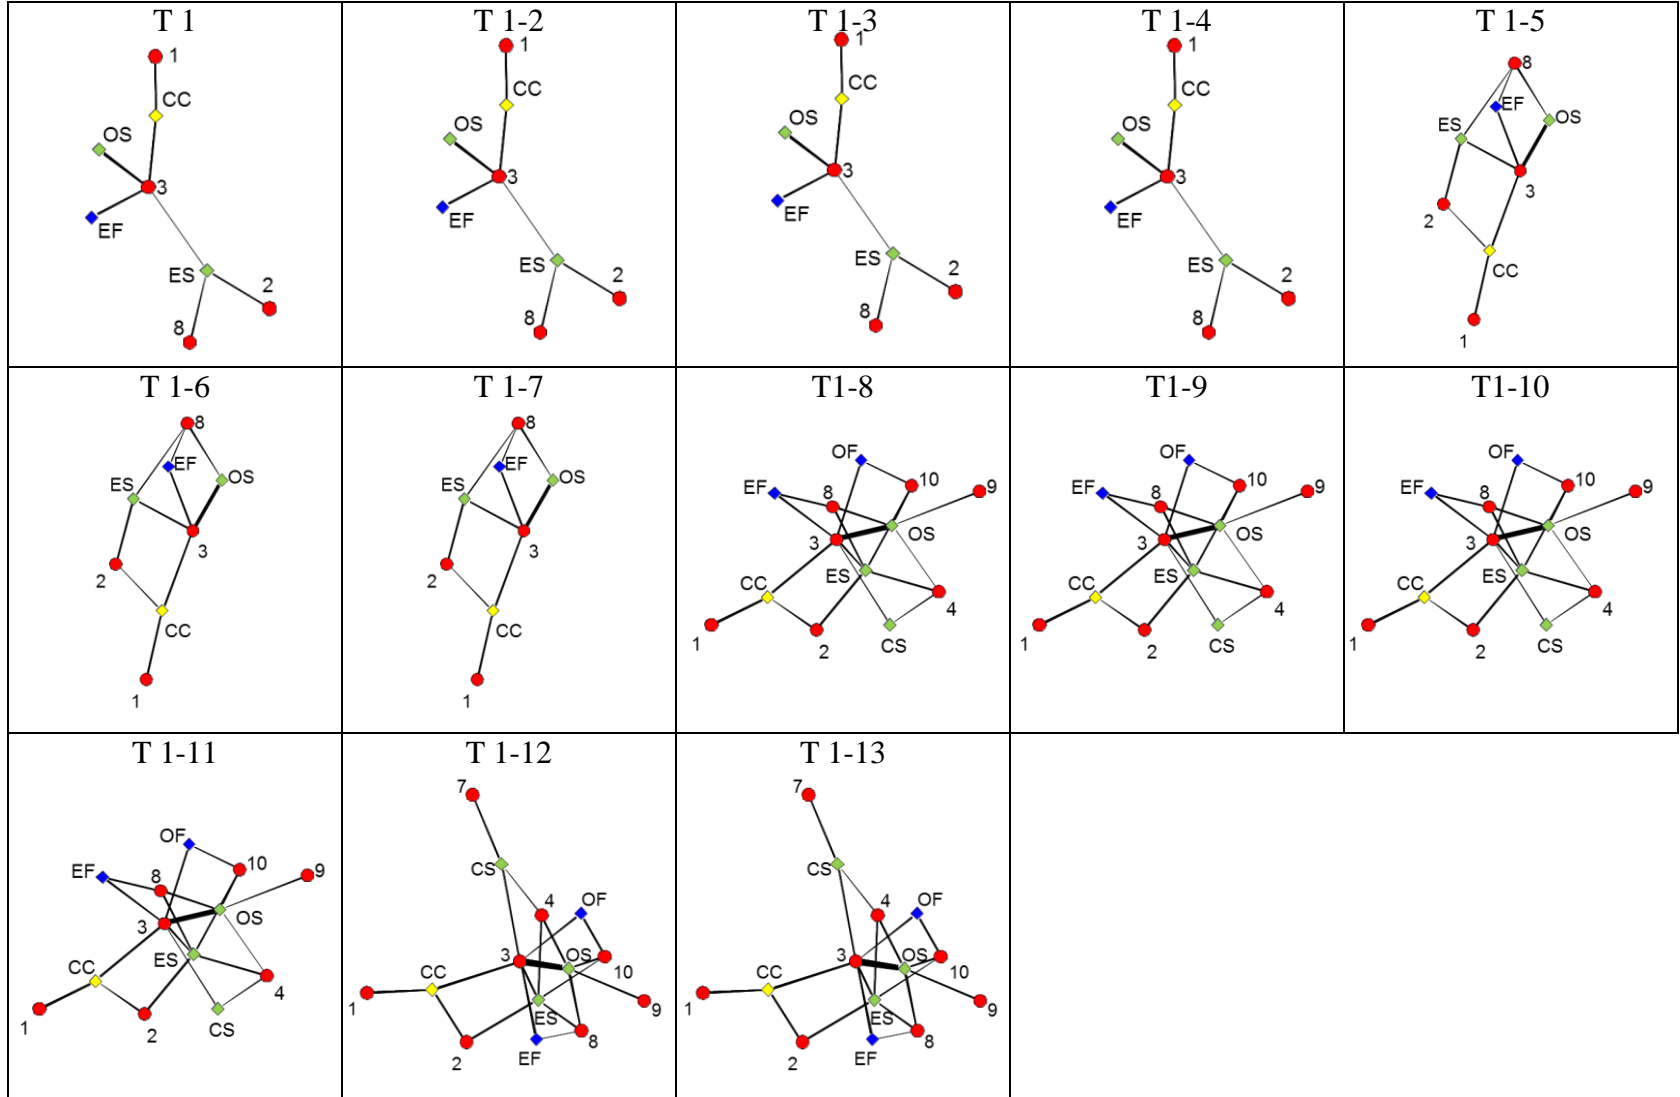 T 1
1
CC
OS
3
EF
ES
2
8
T 1-2
1
CC
OS
3
EF
ES
2
8
T 1-3
1
CC
OS
3
EF
ES
2
8
T 1-4
1
CC
OS
3
EF
ES
2
8
T 1-5
8
EF
OS
ES
3
2
CC
1
T 1-6
8
EF
OS
ES
3
2
CC
1
T 1-7
8
EF
OS
ES
3
2
CC
1
T1-8
OF
EF
8
10
9
OS
3
ES
CC
4
1
2
CS
T1-9
OF
EF
8
10
9
OS
3
ES
CC
4
1
2
CS
T1-10
OF
EF
8
10
9
OS
3
ES
CC
4
1
2
CS
T 1-11
OF
EF
8
10
9
OS
3
ES
CC
4
1
2
CS
T 1-12
7
CS
4
OF
3
OS
CC
10
1
ES
9
2
EF
8
T 1-13
7
CS
4
OF
3
OS
CC
10
1
ES
9
2
EF
8